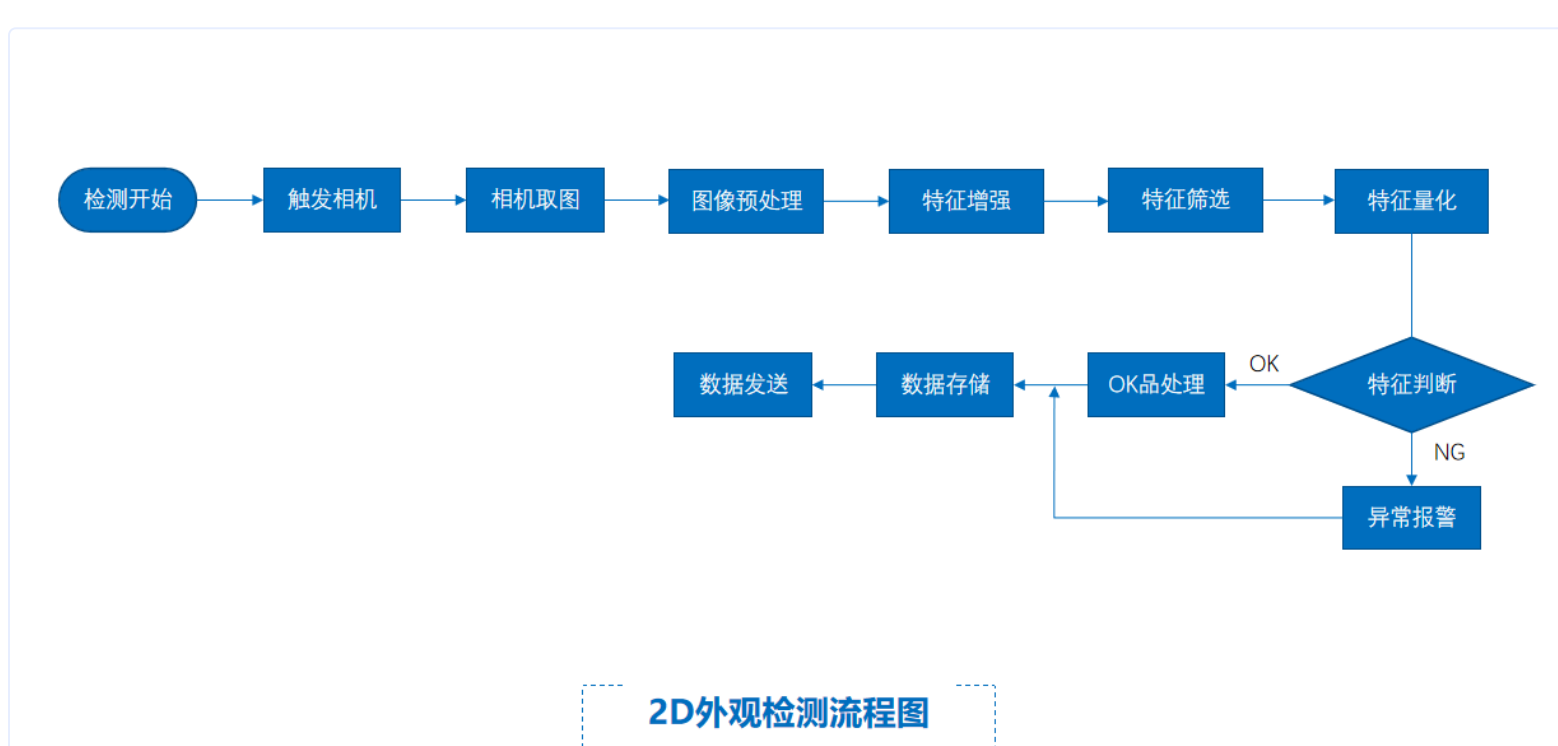 检测开始
触发相机
相机取图
图像预处理
特征增强
特征筛选
特征量化
数据发送
数据存储
OK品处理
OK
特征判断
NG
异常报警
2D外观检测流程图